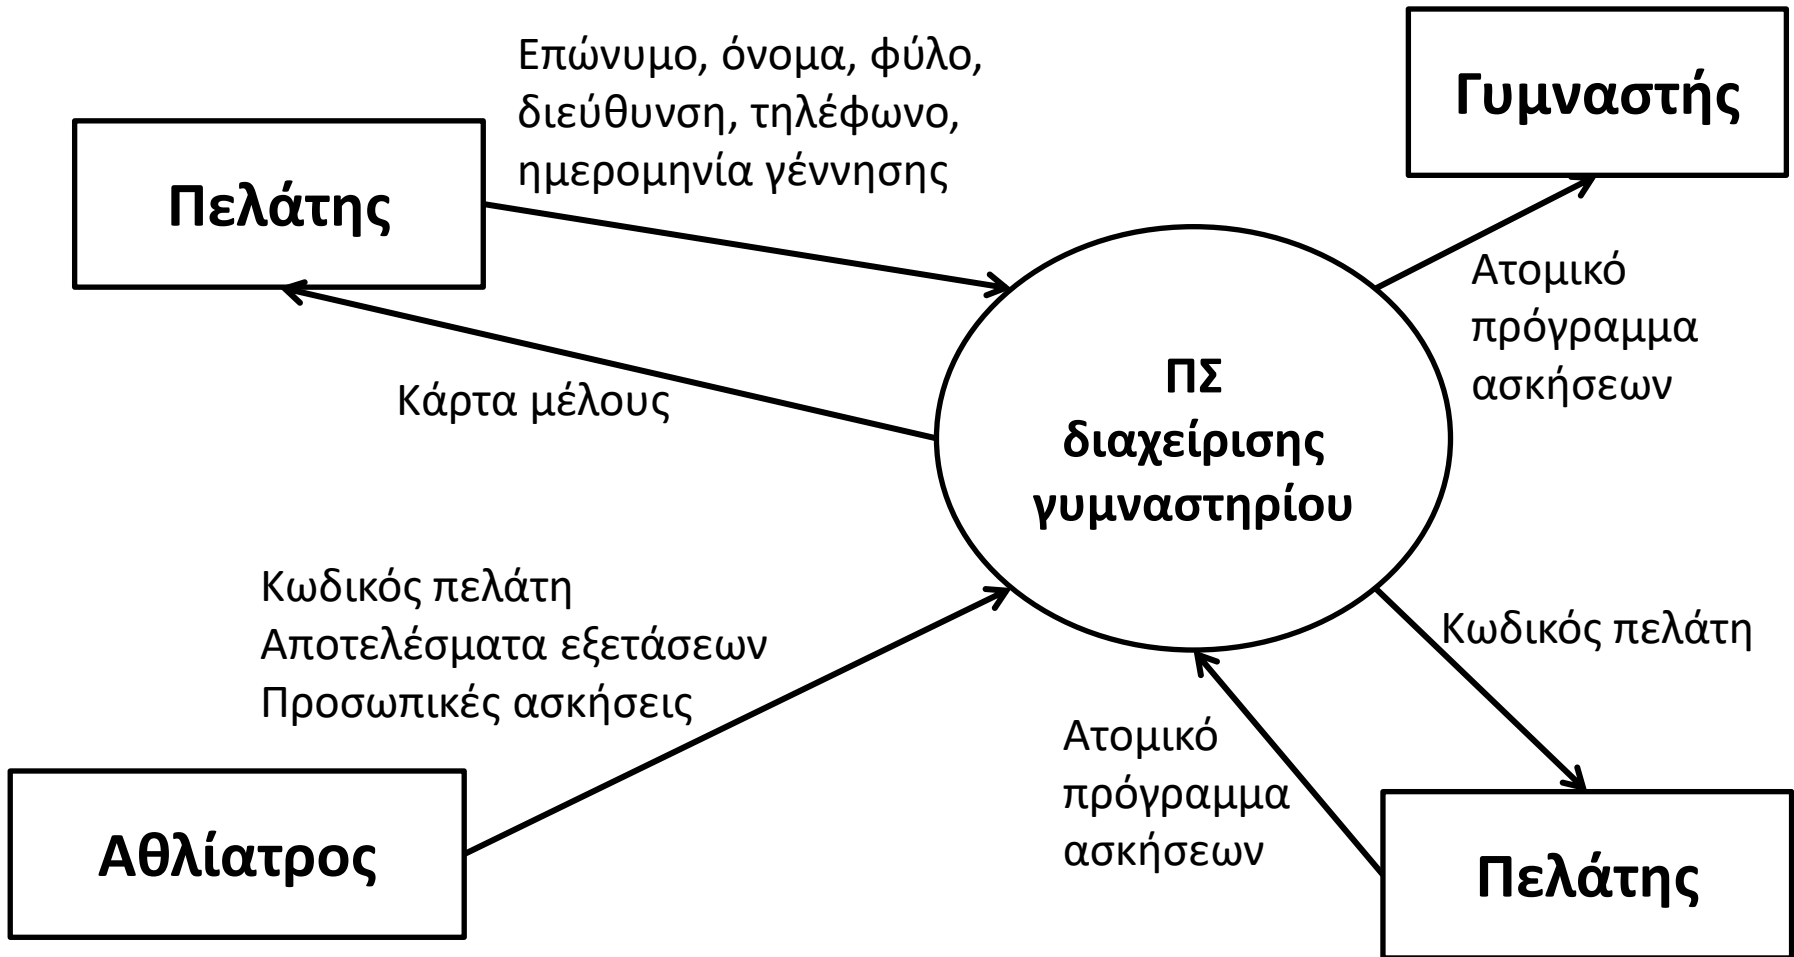 Επώνυμο, όνομα, φύλο,
διεύθυνση, τηλέφωνο,
ημερομηνία γέννησης
Γυμναστής
Πελάτης
Ατομικό
πρόγραμμα
ασκήσεων
Κάρτα μέλους
ΠΣ
διαχείρισης
γυμναστηρίου
Κωδικός πελάτη
Αποτελέσματα εξετάσεων
Προσωπικές ασκήσεις
Κωδικός πελάτη
Ατομικό
πρόγραμμα
ασκήσεων
Αθλίατρος
Πελάτης